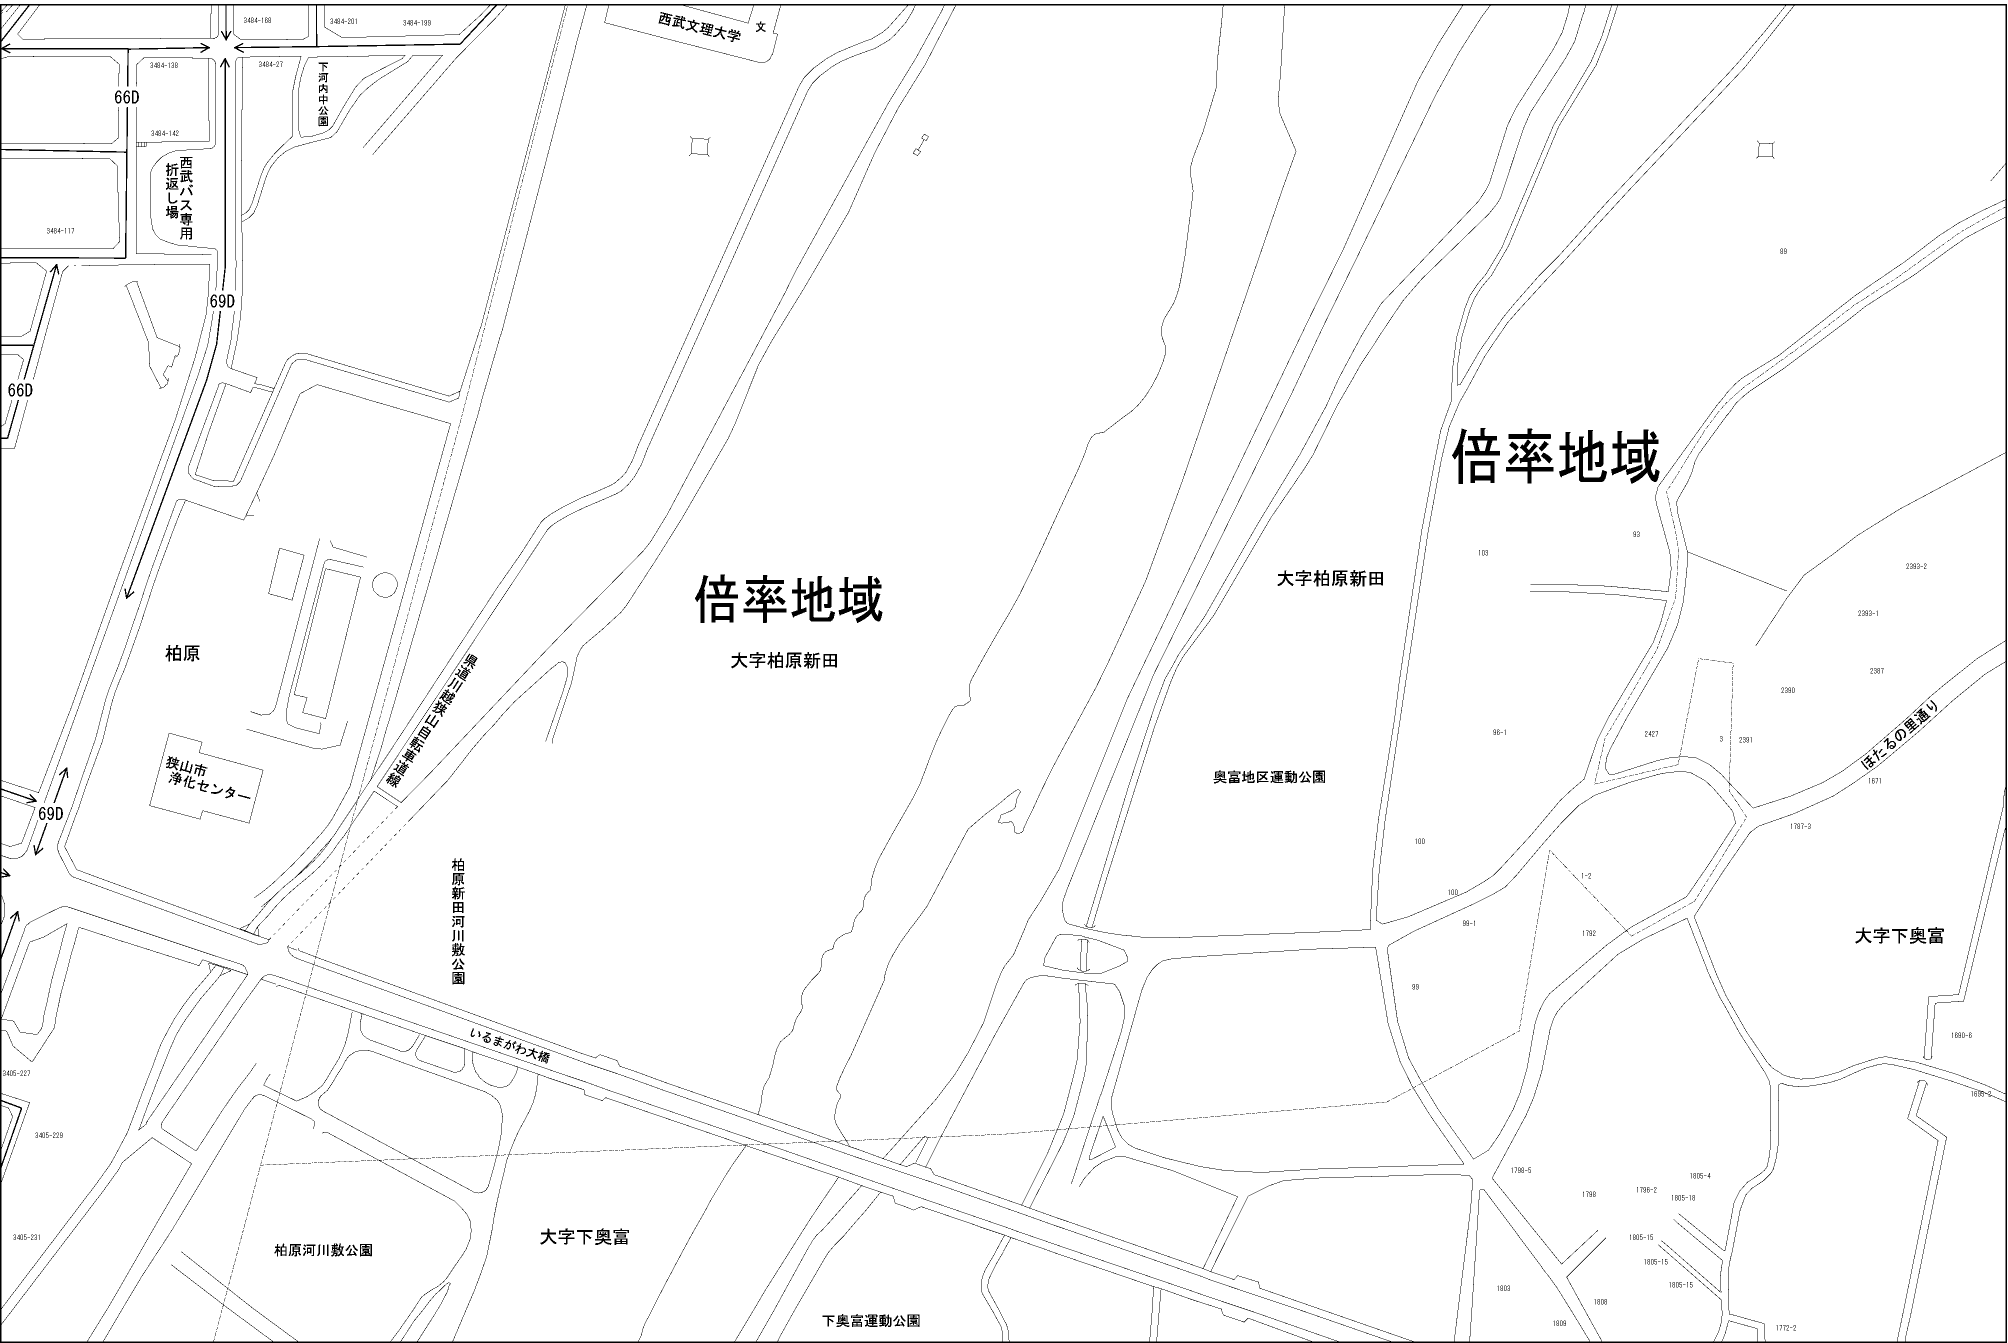 3484-168
3484-201
3484-199
西武文理大学
文
3484-138
3484-27
下河内中公園
66D
3484-142
西武バス専用
折返し場
3484-117
89
69D
66D
倍率地域
103
93
2393-2
大字柏原新田
倍率地域
2393-1
柏原
大字柏原新田
県道川越狭山自転車道線
2390
2387
96-1
2427
3
2391
ほたるの里通り
狭山市
浄化センター
奥富地区運動公園
1671
69D
1797-3
100
柏原新田河川敷公園
1-2
100
99-1
1792
大字下奥富
99
いるまがわ大橋
1690-6
3405-227
1695-2
3405-229
1798-5
1805-4
1798
1796-2
1805-18
3405-231
大字下奥富
柏原河川敷公園
1805-15
1805-15
1805-15
1803
1808
下奥富運動公園
1809
1772-2